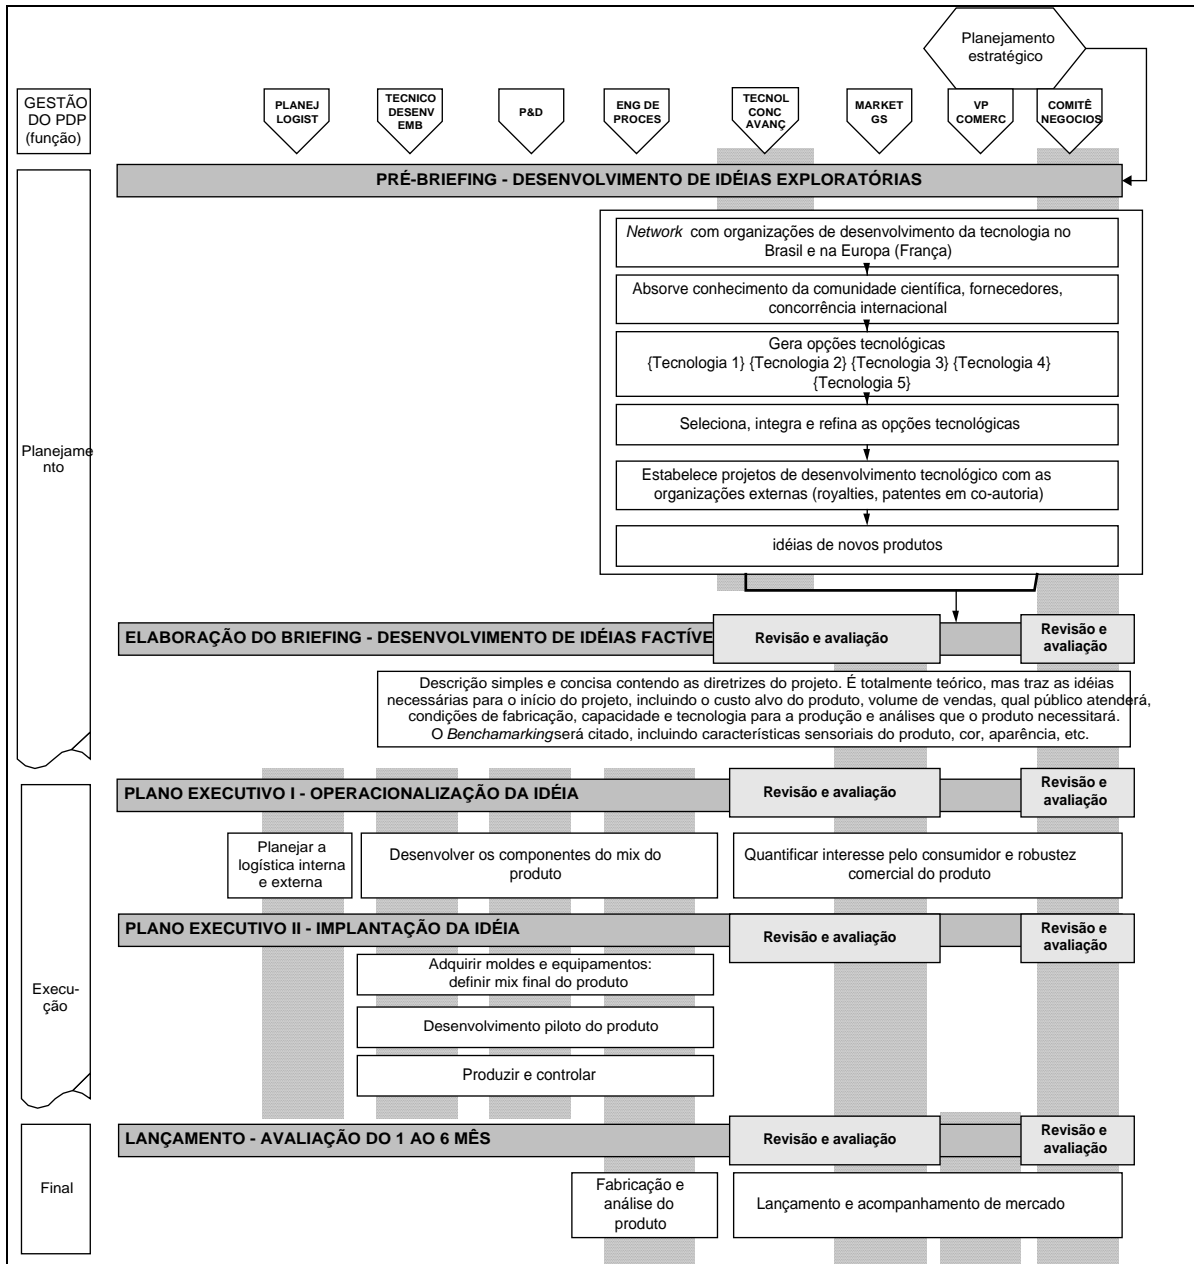 Planejamento
estratégico
GESTÃO
DO PDP
(função)
PLANEJ
LOGIST
TECNICO
DESENV
EMB
P&D
ENG DE
PROCES
TECNOL
CONC
AVANÇ
MARKET
GS
VP
COMERC
COMITÊ
NEGOCIOS
PRÉ-BRIEFING - DESENVOLVIMENTO DE IDÉIAS EXPLORATÓRIAS
Network com organizações de desenvolvimento da tecnologia no
Brasil e na Europa (França)
Absorve conhecimento da comunidade científica, fornecedores,
concorrência internacional
Gera opções tecnológicas
{Tecnologia 1} {Tecnologia 2} {Tecnologia 3} {Tecnologia 4}
{Tecnologia 5}
Seleciona, integra e refina as opções tecnológicas
Planejame
nto
Estabelece projetos de desenvolvimento tecnológico com as
organizações externas (royalties, patentes em co-autoria)
idéias de novos produtos
ELABORAÇÃO DO BRIEFING - DESENVOLVIMENTO DE IDÉIAS FACTÍVE
Revisão e avaliação
Revisão e
avaliação
Descrição simples e concisa contendo as diretrizes do projeto. É totalmente teórico, mas traz as idéias
necessárias para o início do projeto, incluindo o custo alvo do produto, volume de vendas, qual público atenderá,
condições de fabricação, capacidade e tecnologia para a produção e análises que o produto necessitará.
O Benchamarkingserá citado, incluindo características sensoriais do produto, cor, aparência, etc.
PLANO EXECUTIVO I - OPERACIONALIZAÇÃO DA IDÉIA
Revisão e avaliação
Revisão e
avaliação
Planejar a
logística interna
e externa
Desenvolver os componentes do mix do
produto
Quantificar interesse pelo consumidor e robustez
comercial do produto
PLANO EXECUTIVO II - IMPLANTAÇÃO DA IDÉIA
Revisão e avaliação
Revisão e
avaliação
Adquirir moldes e equipamentos:
definir mix final do produto
Execu-
ção
Desenvolvimento piloto do produto
Produzir e controlar
LANÇAMENTO - AVALIAÇÃO DO 1 AO 6 MÊS
Revisão e avaliação
Revisão e
avaliação
Final
Fabricação e
análise do
produto
Lançamento e acompanhamento de mercado